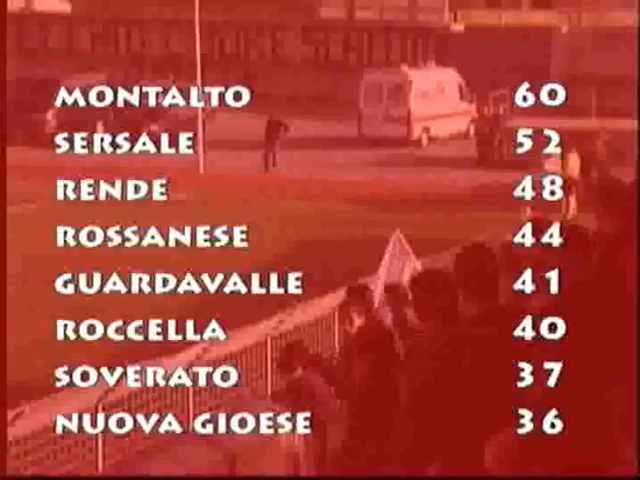 MONTALTO 60
SERSALE 52
RENDE 48
ROSSANESE 44
GUARDAVALLE 41
ROCCELLA 40
SOVERATO 37
NUOVA GIOESE 36